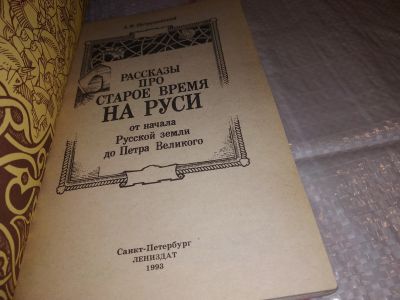 РАССКАЗЫ
ПРО
СТАРОЕ ВРЕМЯ
НА РУСИ
от начала
Русской земли
до Петра Великого
Санкт-Петербург
ЛЕНИЗДАТ
1993